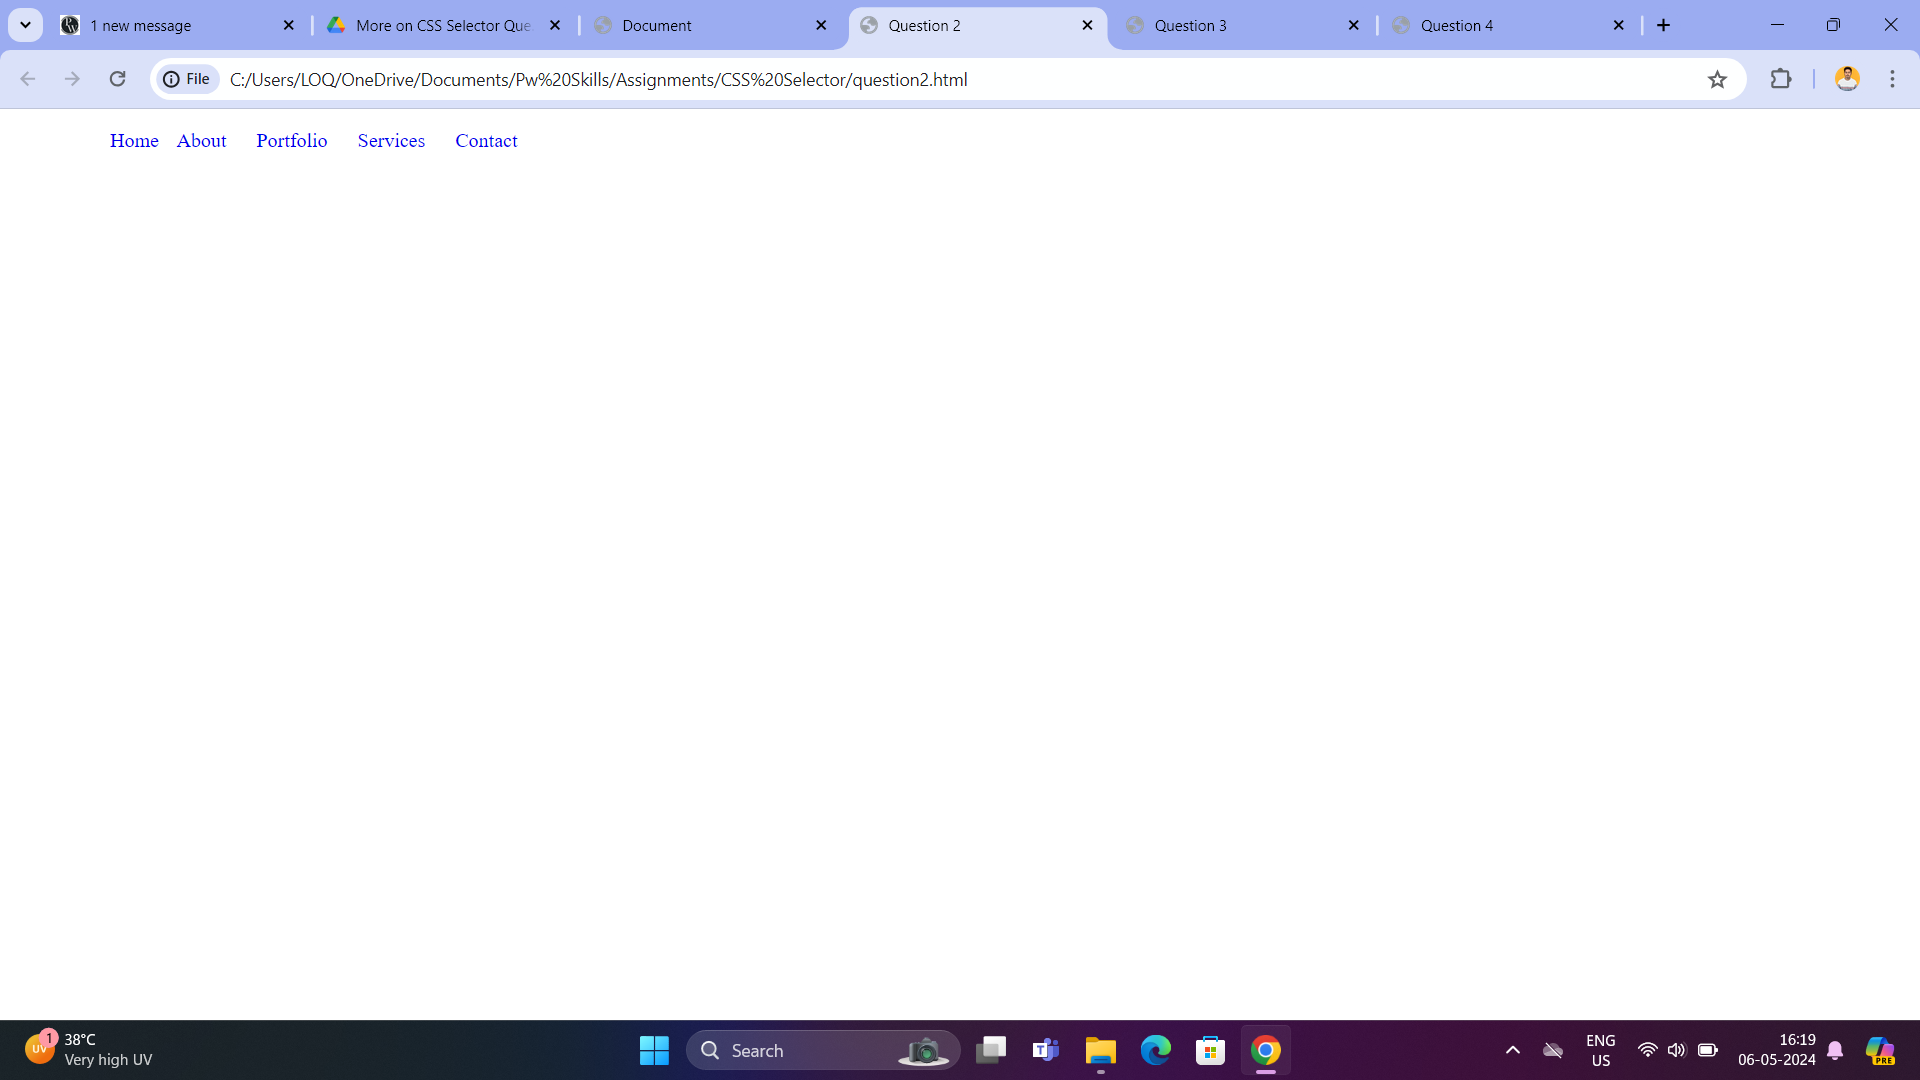 1 new message
More on CSS Selector Que
Document
Question 2
Question 3
Question 4
File
C:/Users/LOQ/OneDrive/Documents/Pw%20Skills/Assignments/CSS%20Selector/question2.html
Home About Portfolio Services Contact
UV
1
38°C
Very high UV
Search
T
ENG
US
16:19
06-05-2024
PRE